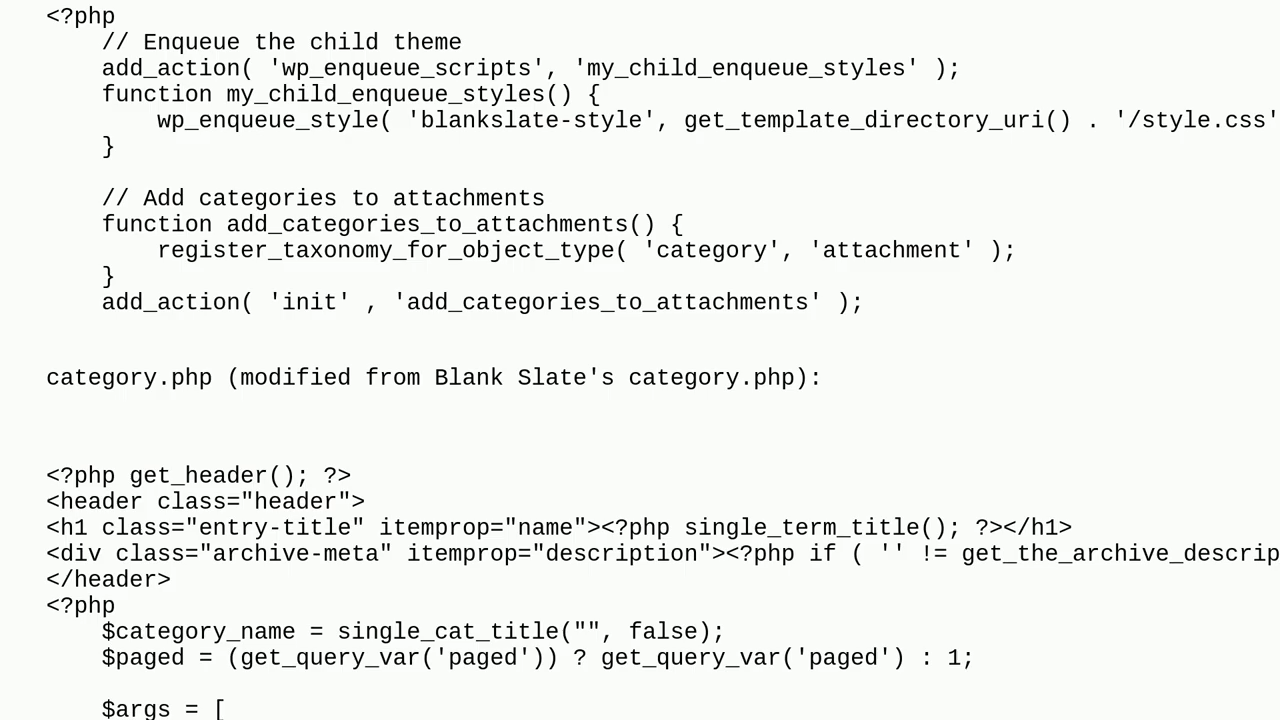 <?php
    // Enqueue the child theme
    add_action( 'wp_enqueue_scripts', 'my_child_enqueue_styles' );
    function my_child_enqueue_styles() {
        wp_enqueue_style( 'blankslate-style', get_template_directory_uri() . '/style.css'
    }
    // Add categories to attachments
    function add_categories_to_attachments() {
        register_taxonomy_for_object_type( 'category', 'attachment' );
    }
    add_action( 'init' , 'add_categories_to_attachments' );
category.php (modified from Blank Slate's category.php):
<?php get_header(); ?>
<header class="header">
<h1 class="entry-title" itemprop="name"><?php single_term_title(); ?></h1>
<div class="archive-meta" itemprop="description"><?php if ( '' != get_the_archive_descrip
</header>
<?php
    $category_name = single_cat_title("", false);
    $paged = (get_query_var('paged')) ? get_query_var('paged') : 1;
    $args = [